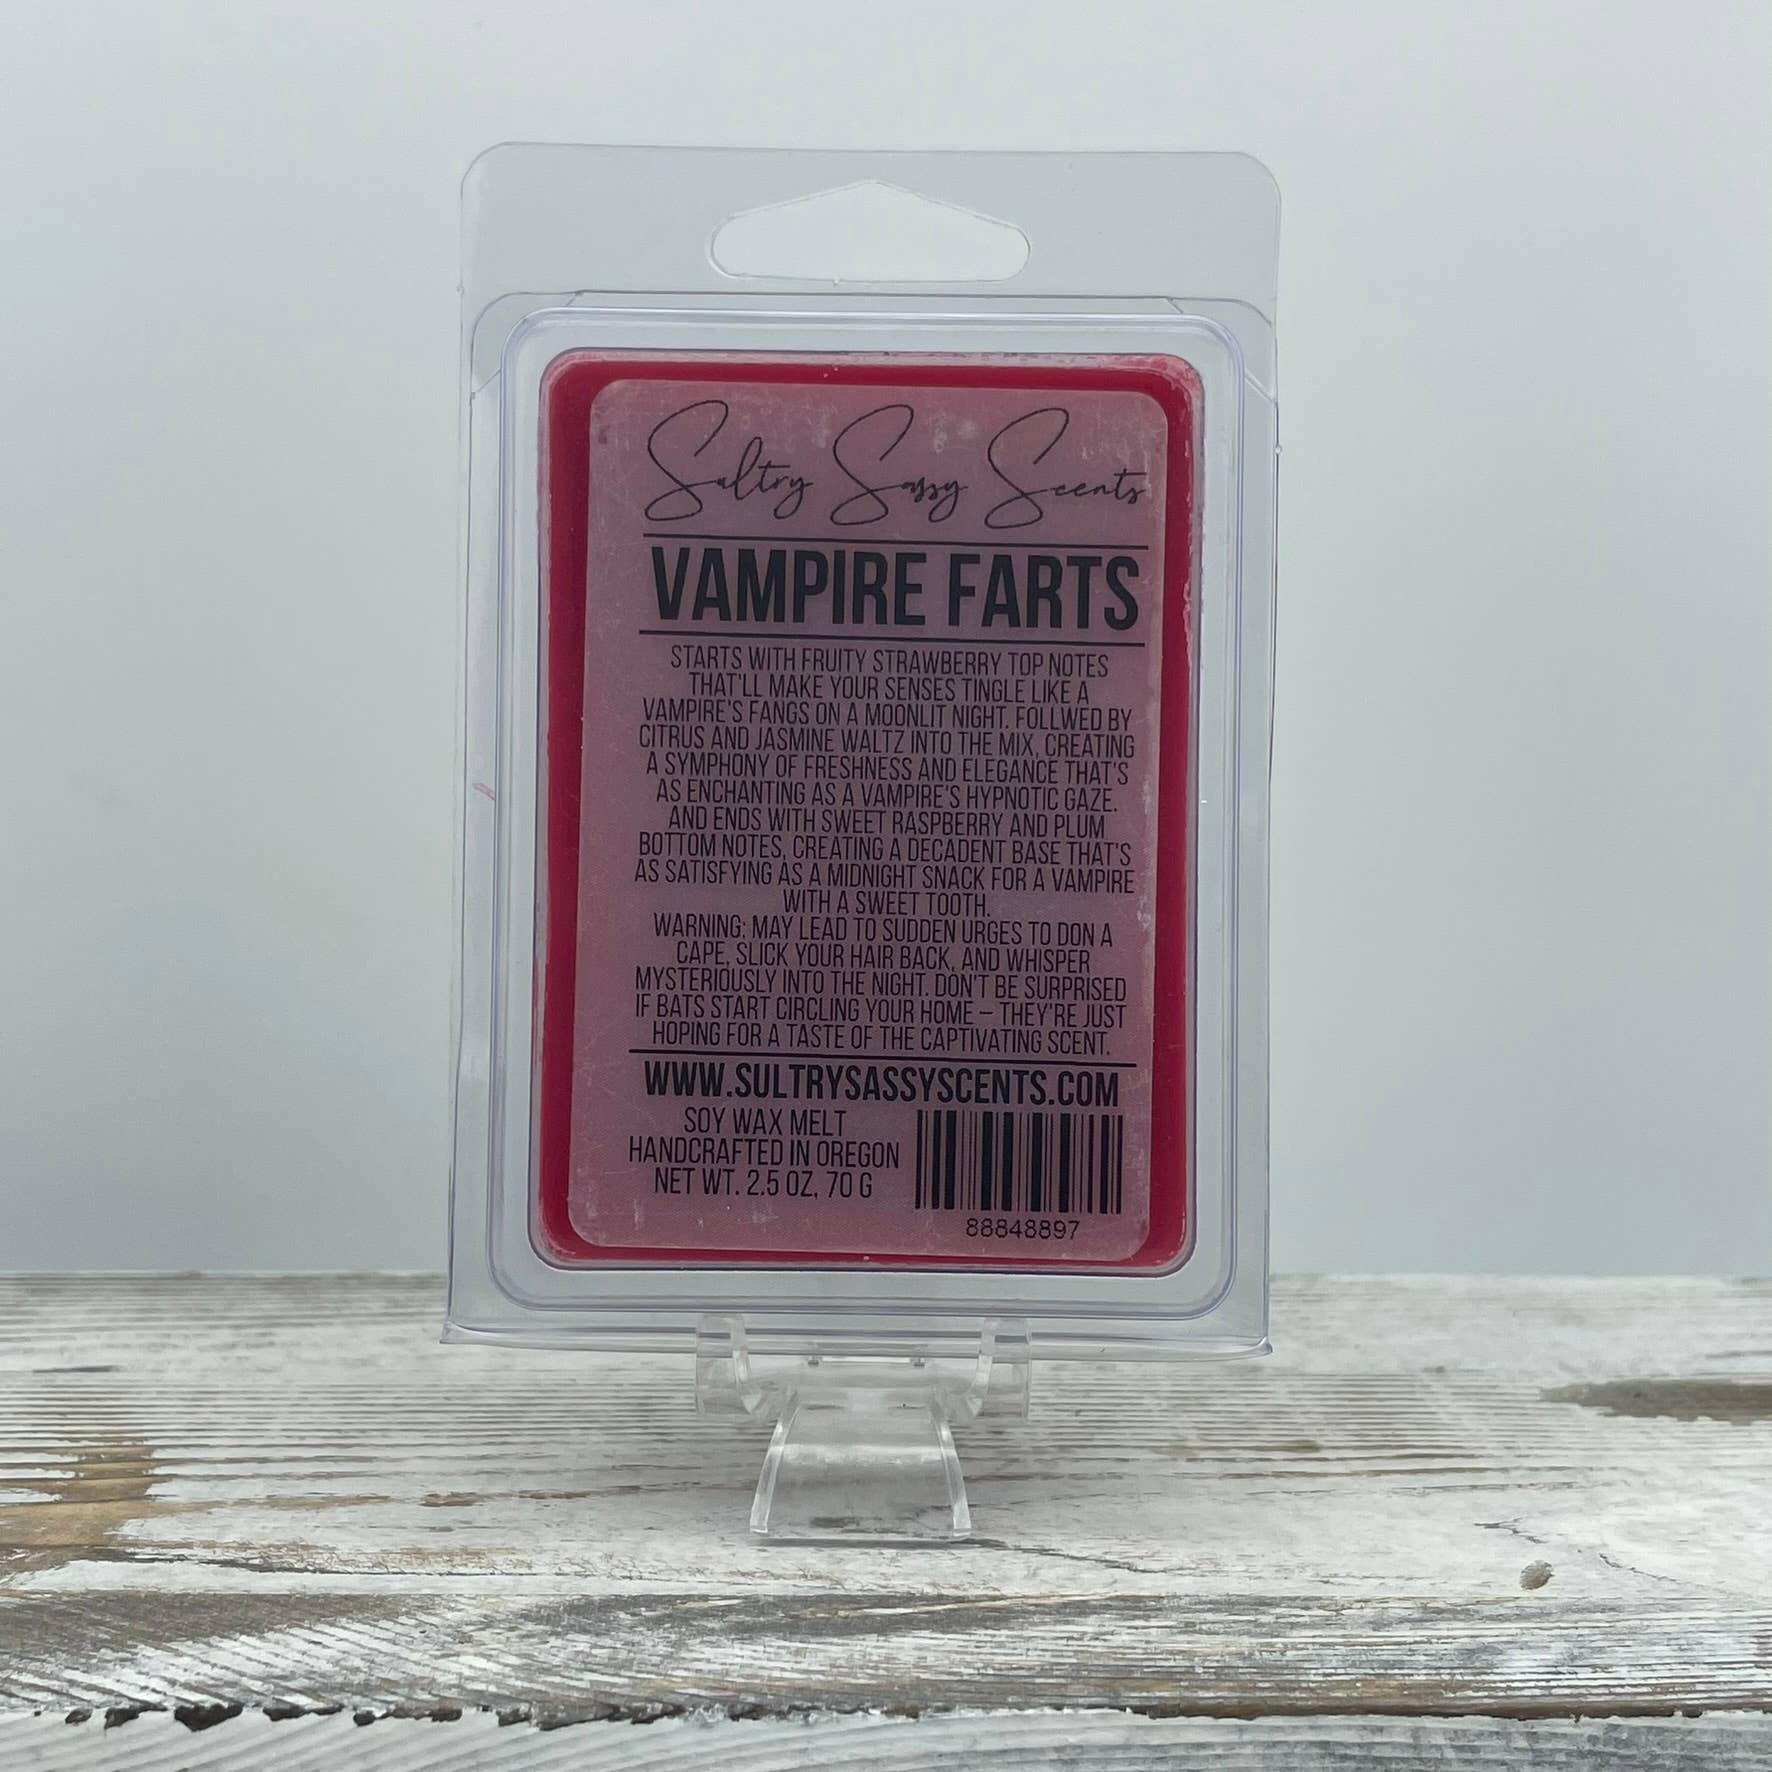 Sultry Sassy Scents
VAMPIRE FARTS
STARTS WITH FRUITY STRAWBERRY TOP NOTES
THAT'LL MAKE YOUR SENSES TINGLE LIKE A
VAMPIRE'S FANGS ON A MOONLIT NIGHT. FOLLWED BY
CITRUS AND JASMINE WALTZ INTO THE MIX, CREATING
A SYMPHONY OF FRESHNESS AND ELEGANCE THAT'S
AS ENCHANTING AS A VAMPIRE'S HYPNOTIC GAZE.
AND ENDS WITH SWEET RASPBERRY AND PLUM
BOTTOM NOTES, CREATING A DECADENT BASE THAT'S
AS SATISFYING AS A MIDNIGHT SNACK FOR A VAMPIRE
WITH A SWEET TOOTH.
WARNING: MAY LEAD TO SUDDEN URGES TO DON A
CAPE, SLICK YOUR HAIR BACK, AND WHISPER
MYSTERIOUSLY INTO THE NIGHT. DON'T BE SURPRISED
IF BATS START CIRCLING YOUR HOME – THEY'RE JUST
HOPING FOR A TASTE OF THE CAPTIVATING SCENT.
WWW.SULTRYSASSYSCENTS.COM
SOY WAX MELT
HANDCRAFTED IN OREGON
NET WT. 2.5 OZ, 70 G
88848897